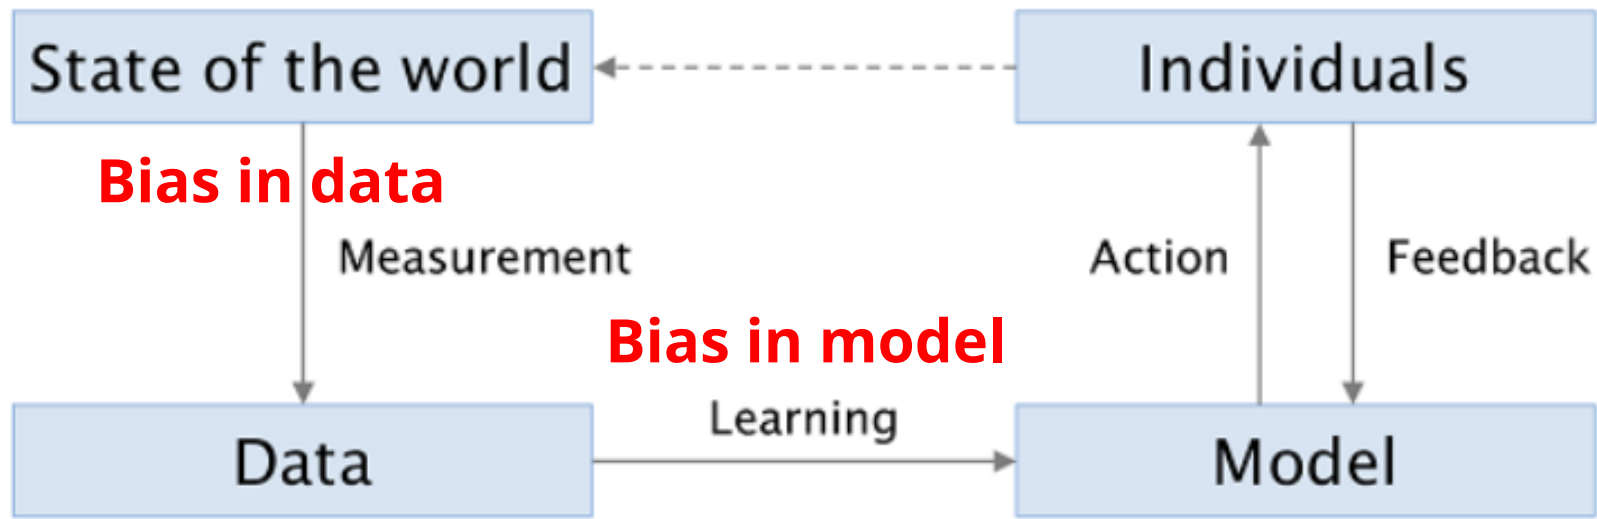 State of the world
Individuals
Bias in data
Measurement
Action
Feedback
Bias in model
Learning
Data
Model